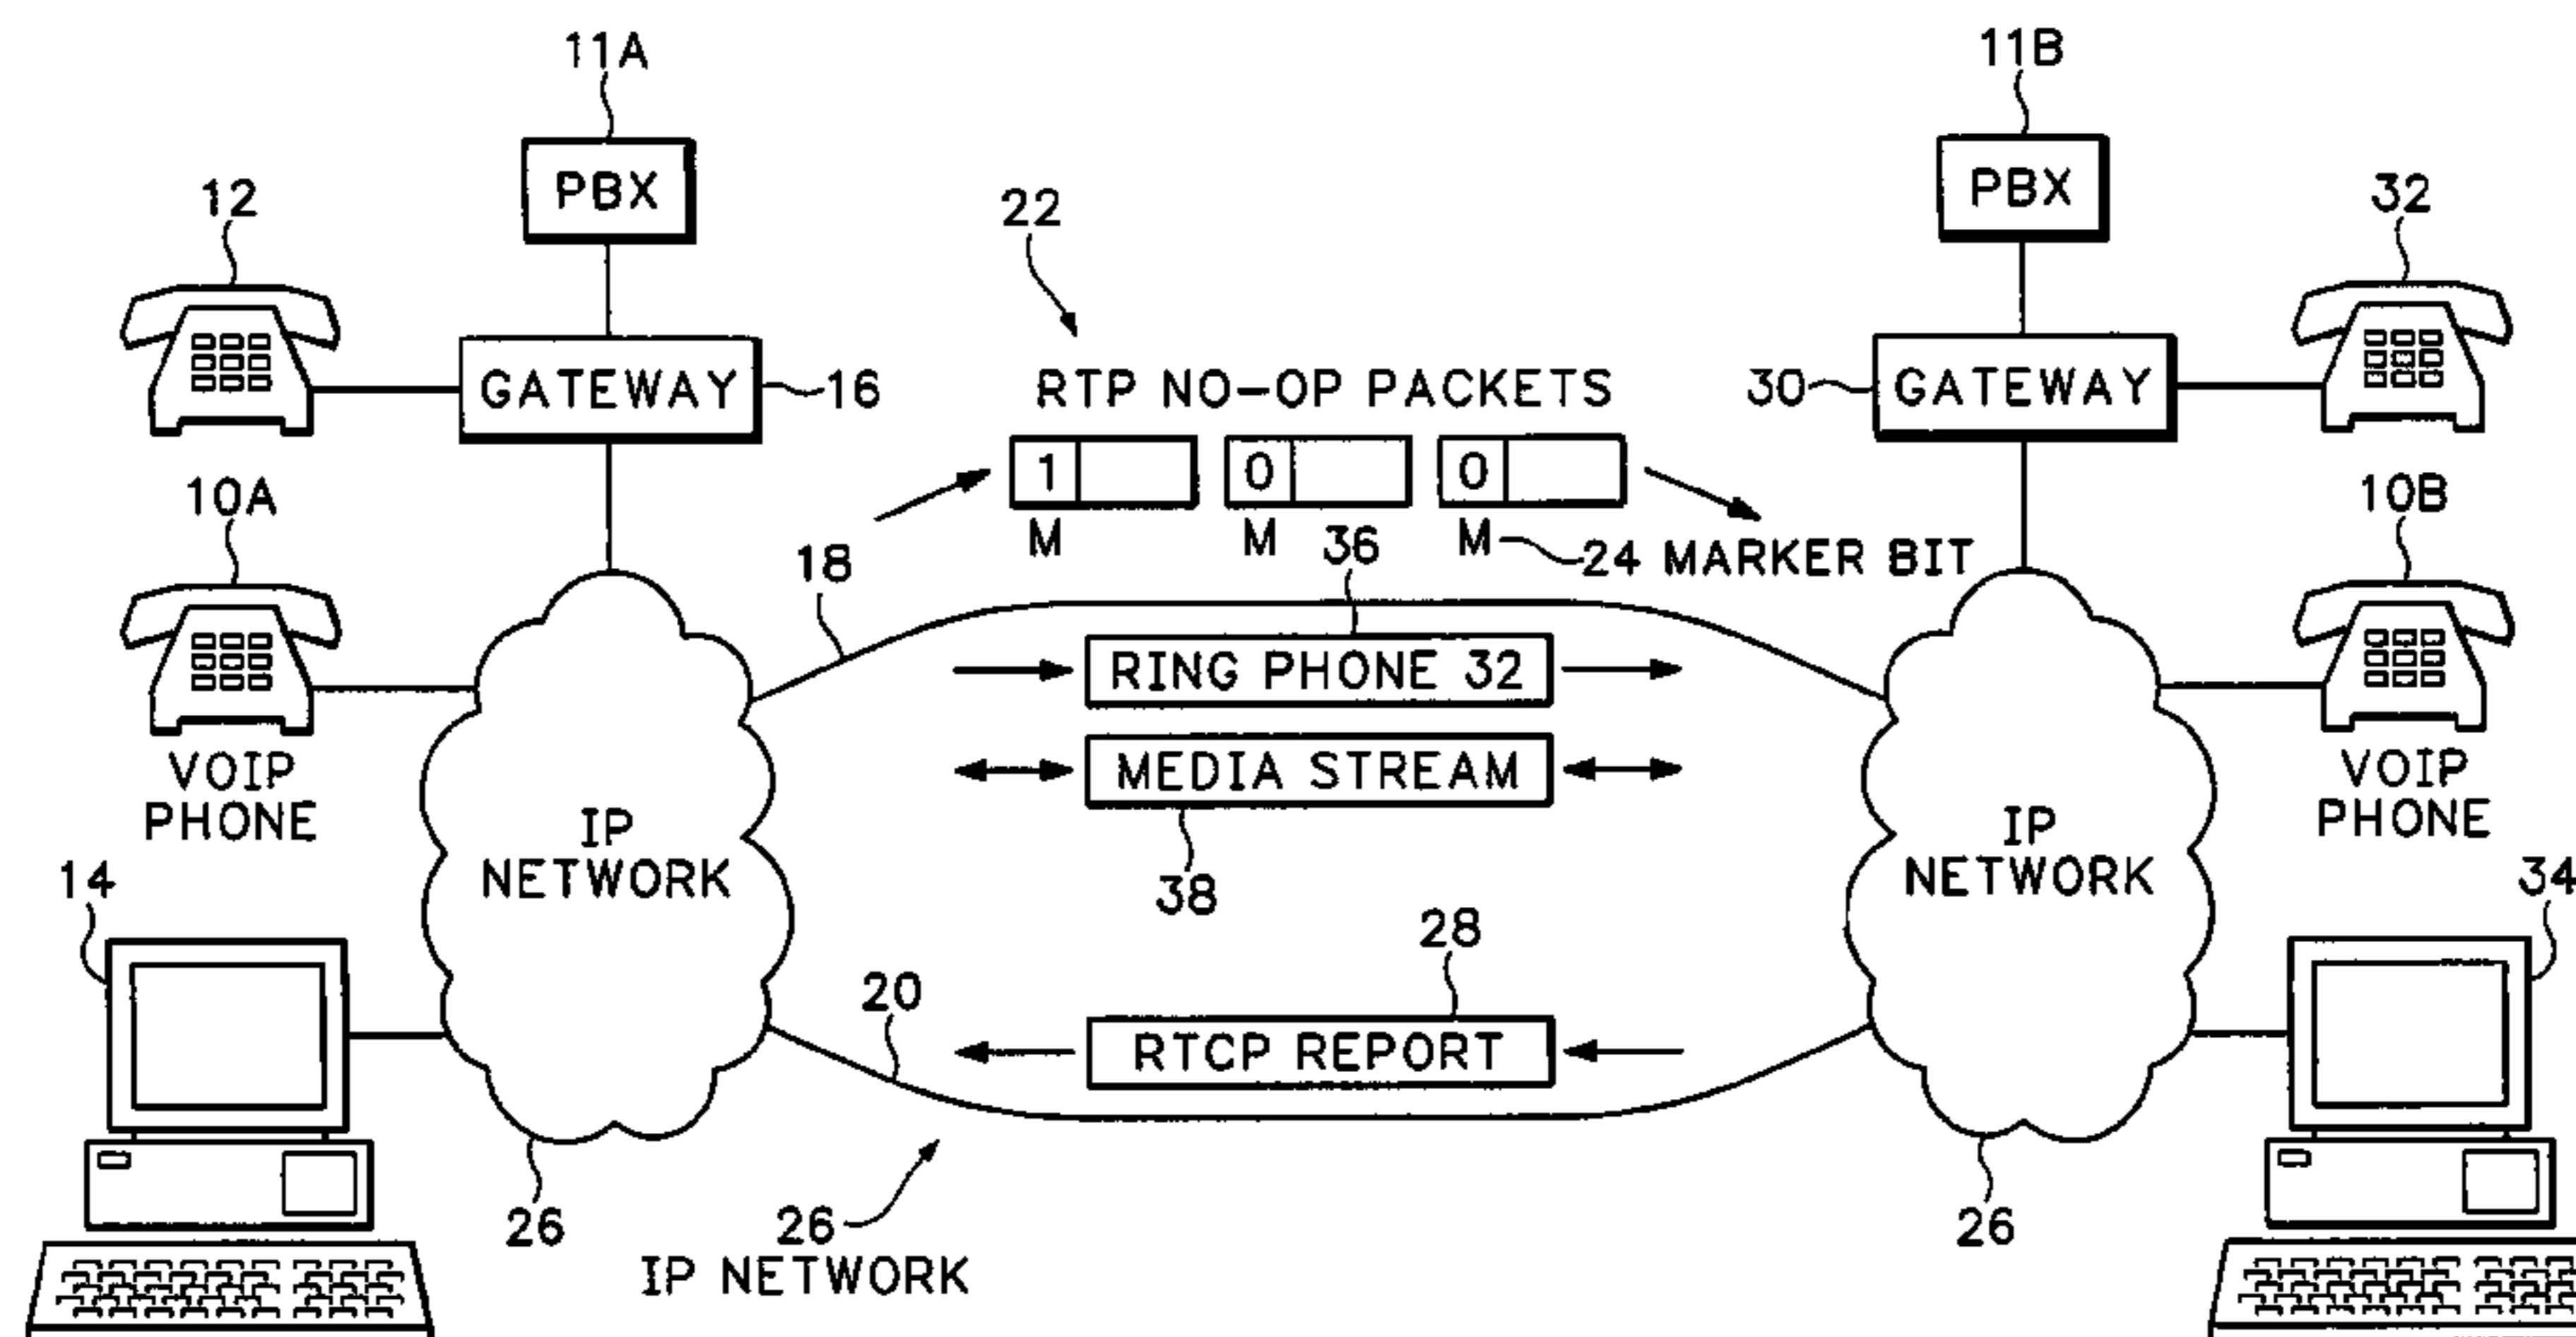 11A
11B
PBX
PBX
12
22
32
GATEWAY
16
RTP NO-OP PACKETS
30
GATEWAY
1
0
0
10A
10B
M
M
M
24 MARKER BIT
18
36
RING PHONE 32
VOIP
PHONE
MEDIA STREAM
VOIP
PHONE
IP
NETWORK
IP
NETWORK
14
38
34
28
20
RTCP REPORT
26
26
IP NETWORK
26